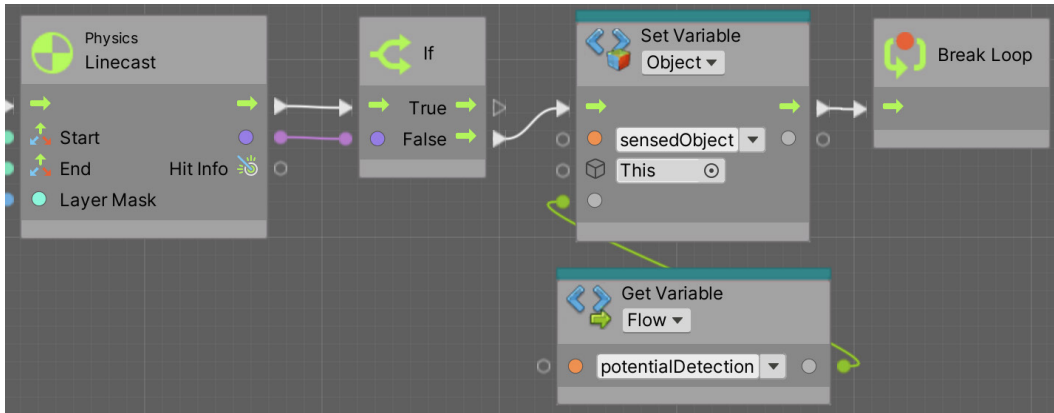 Physics
Linecast
Start
End
Hit Info
Layer Mask
If
True
False
Set Variable
Object
sensedObject
This
Break Loop
Get Variable
Flow
potentialDetection